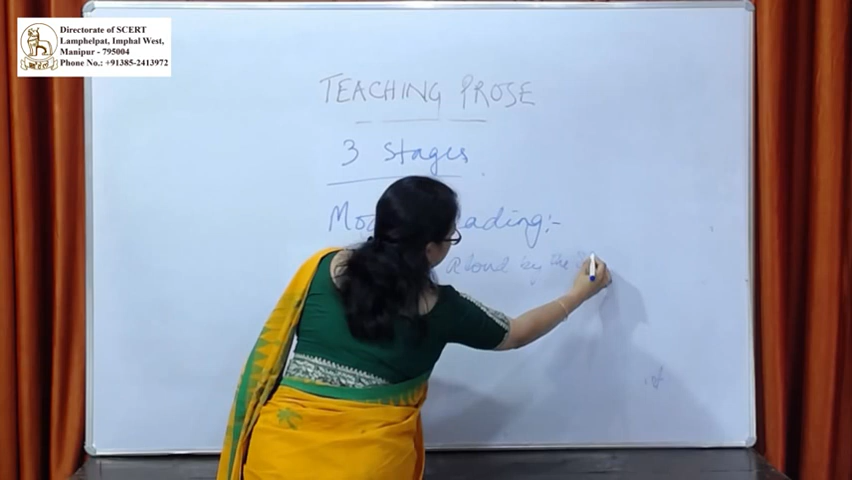 Directorate of SCERT
Lamphelpat, Imphal West,
Manipur - 795004
Phone No: +91385-2413972
TEACHING PROSE
3 Stages
ading:-
Aloud by the